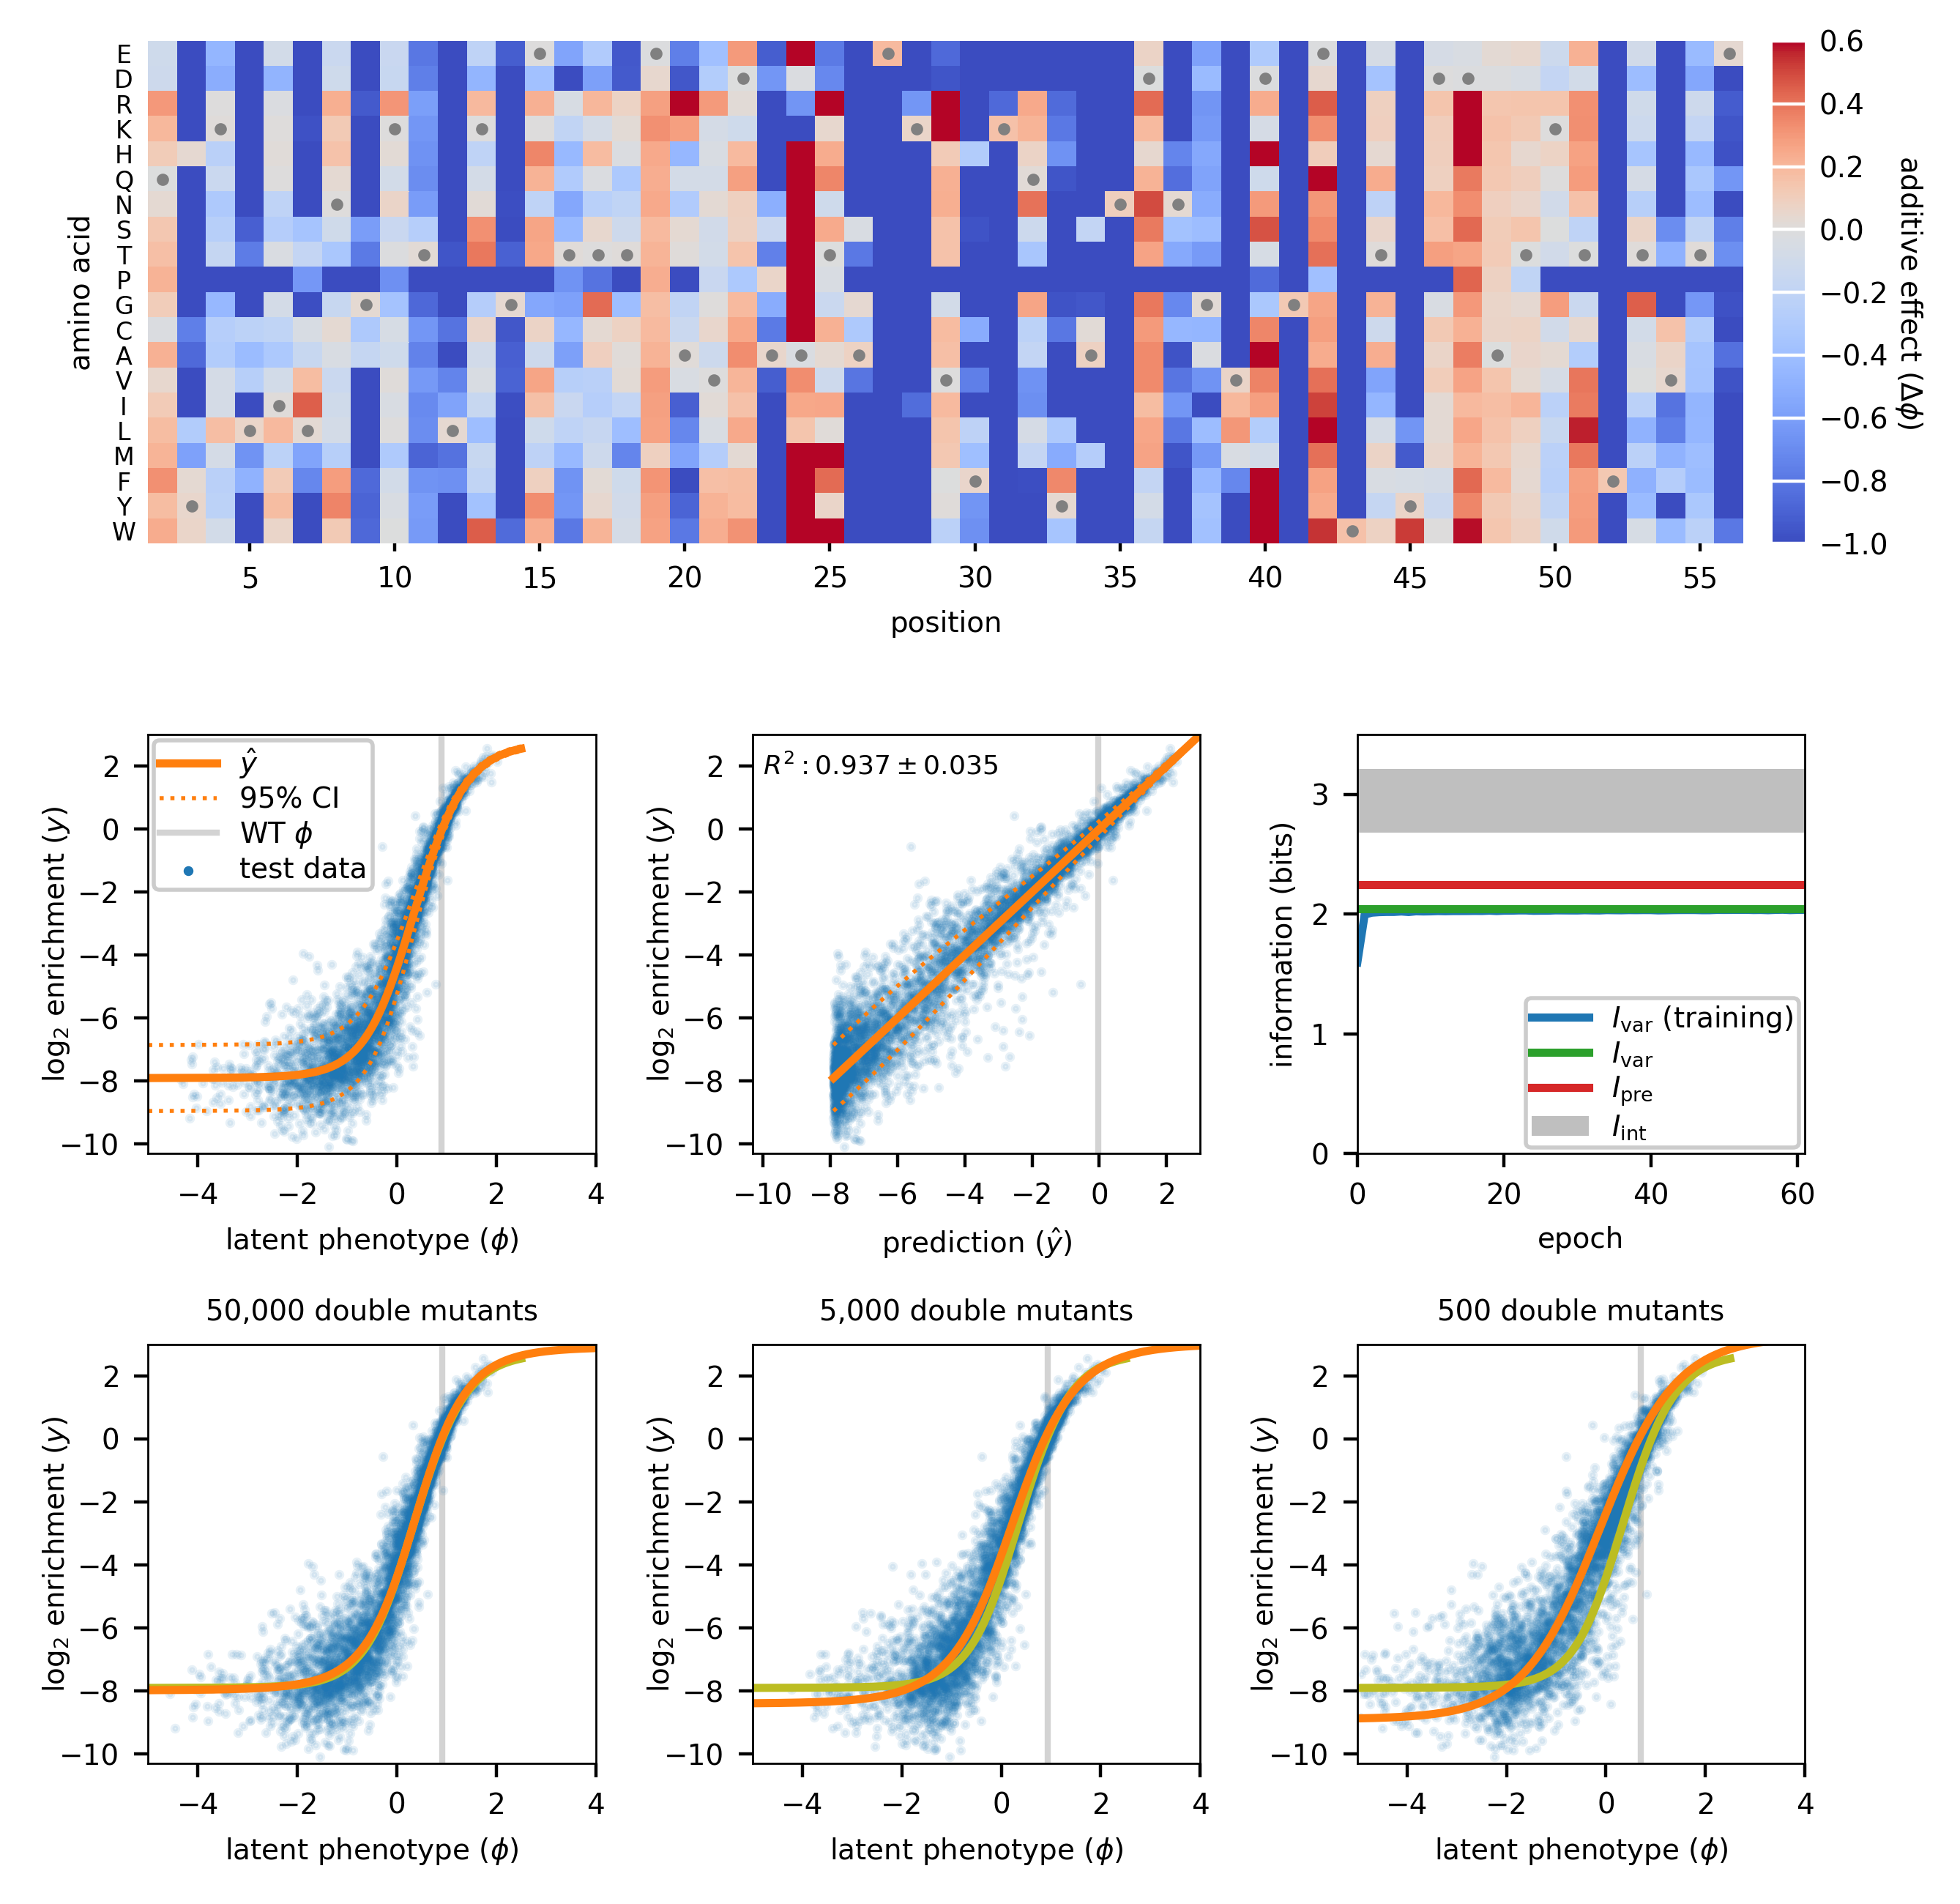 E
D
R
K
H
Q
N
S
T
P
G
C
A
V
I
L
M
F
Y
W
amino acid
5 10 15 20 25 30 35 40 45 50 55
position
0.6
0.4
0.2
0.0
−0.2
−0.4
−0.6
−0.8
−1.0
additive effect (Δϕ)
2
0
−2
−4
−6
−8
−10
log₂ enrichment (y)
ŷ
95% CI
WT ϕ
test data
−4 −2 0 2 4
latent phenotype (ϕ)
2
0
−2
−4
−6
−8
−10
log₂ enrichment (y)
R² : 0.937 ± 0.035
−10 −8 −6 −4 −2 0 2
prediction (ŷ)
3
2
1
0
information (bits)
I_var (training)
I_var
I_pre
I_int
0 20 40 60
epoch
50,000 double mutants
2
0
−2
−4
−6
−8
−10
log₂ enrichment (y)
−4 −2 0 2 4
latent phenotype (ϕ)
5,000 double mutants
2
0
−2
−4
−6
−8
−10
log₂ enrichment (y)
−4 −2 0 2 4
latent phenotype (ϕ)
500 double mutants
2
0
−2
−4
−6
−8
−10
log₂ enrichment (y)
−4 −2 0 2 4
latent phenotype (ϕ)